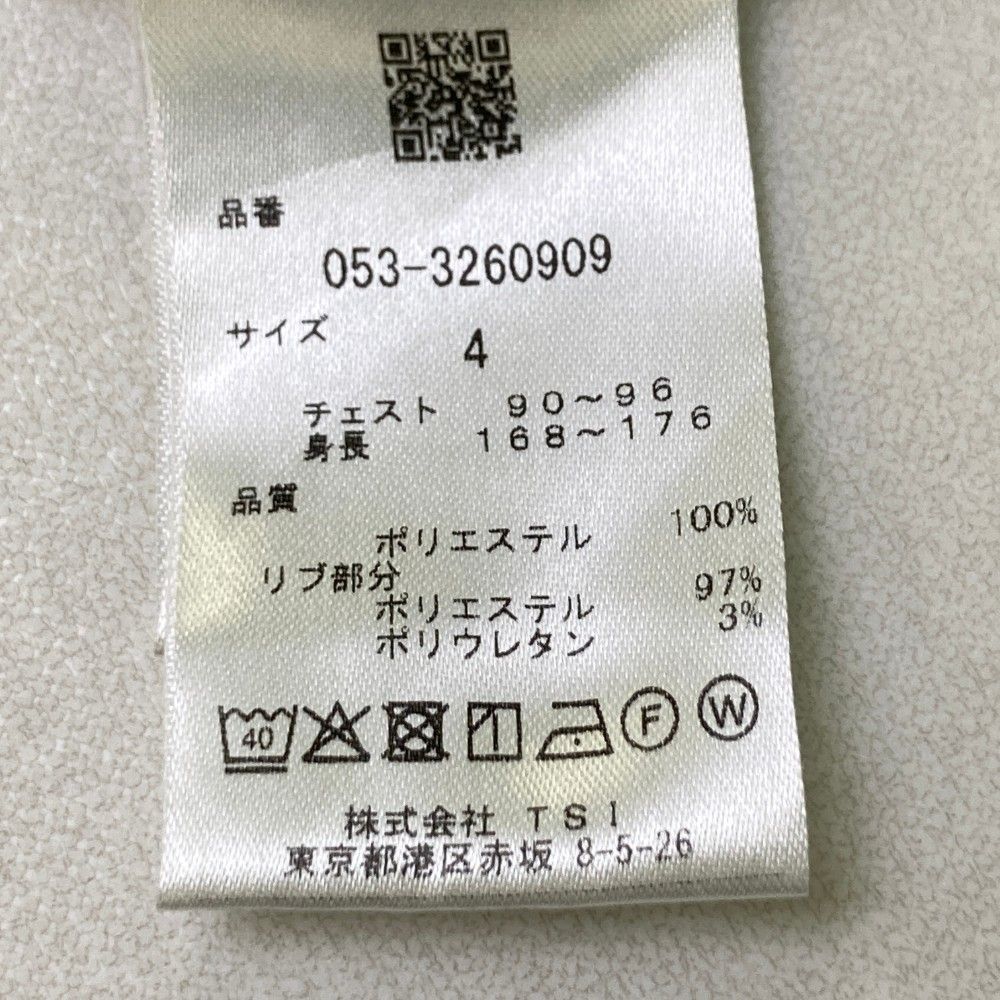 品番
053-3260909
サイズ
4
チェスト 90～96
身長 168～176
品質
ポリエステル 100%
リブ部分
ポリエステル 97%
ポリウレタン 3%
40 F W
株式会社 TSI
東京都港区赤坂 8-5-26